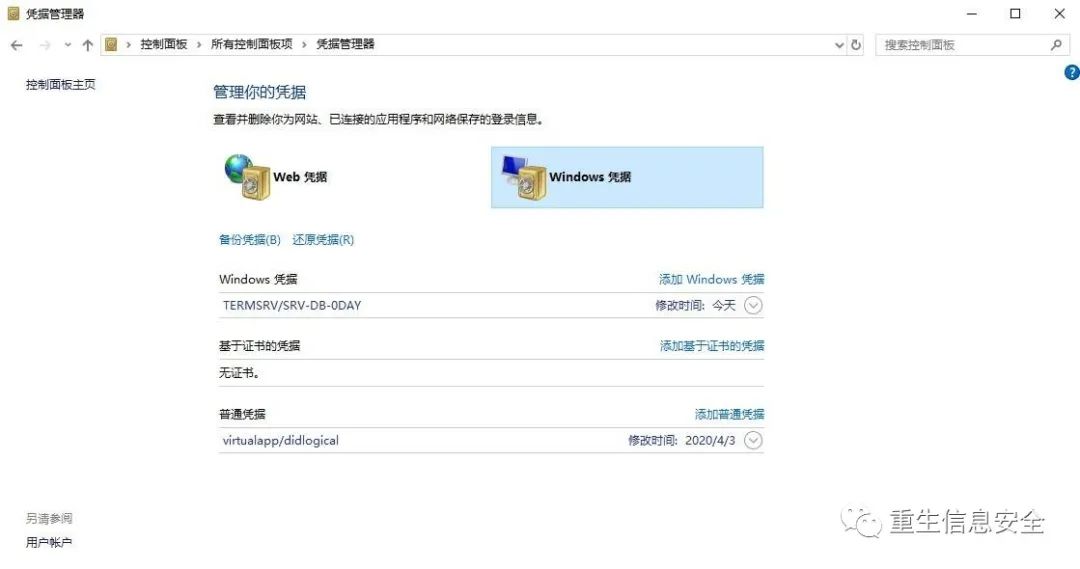 凭据管理器
控制面板 › 所有控制面板项 › 凭据管理器
搜索控制面板
控制面板主页
管理你的凭据
查看并删除你为网站、已连接的应用程序和网络保存的登录信息。
Web 凭据
Windows 凭据
备份凭据(B) 还原凭据(R)
Windows 凭据 添加 Windows 凭据
TERMSRV/SRV-DB-0DAY 修改时间: 今天
基于证书的凭据 添加基于证书的凭据
无证书。
普通凭据 添加普通凭据
virtualapp/didlogical 修改时间: 2020/4/3
另请参阅
用户帐户
重生信息安全